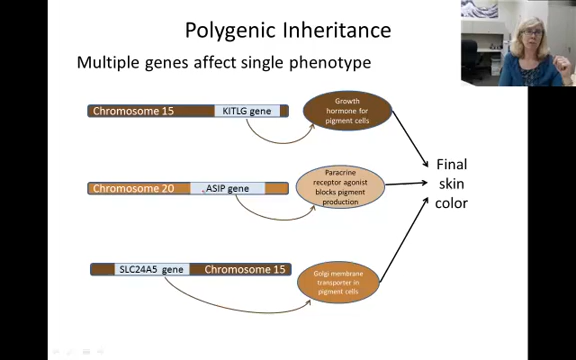 Polygenic Inheritance
Multiple genes affect single phenotype
Chromosome 15
KITLG gene
Growth
hormone for
pigment cells
Chromosome 20
ASIP gene
Paracrine
receptor agonist
blocks pigment
production
Final
skin
color
SLC24A5 gene
Chromosome 15
Golgi membrane
transporter in
pigment cells